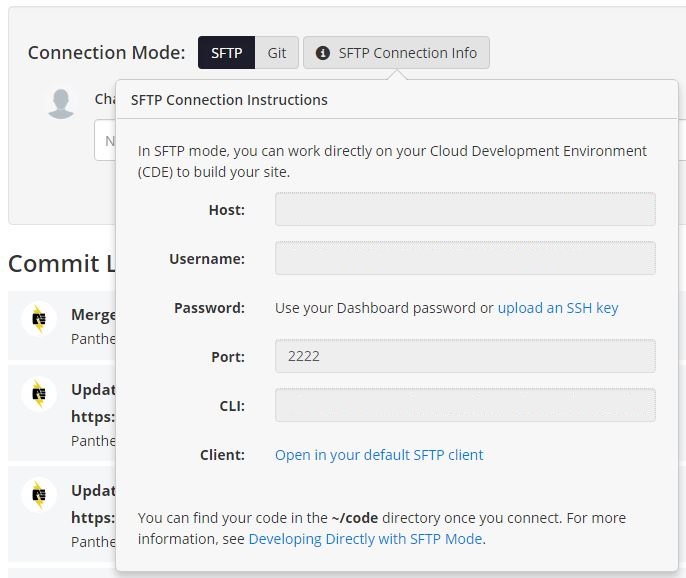 Connection Mode: SFTP Git SFTP Connection Info
Cha
SFTP Connection Instructions
N
In SFTP mode, you can work directly on your Cloud Development Environment
(CDE) to build your site.
Host:
Username:
Password: Use your Dashboard password or upload an SSH key
Port: 2222
CLI:
Client: Open in your default SFTP client
You can find your code in the ~/code directory once you connect. For more
information, see Developing Directly with SFTP Mode.
Commit L
Merge
Panthe
Updat
https:
Panthe
Updat
https:
Panthe